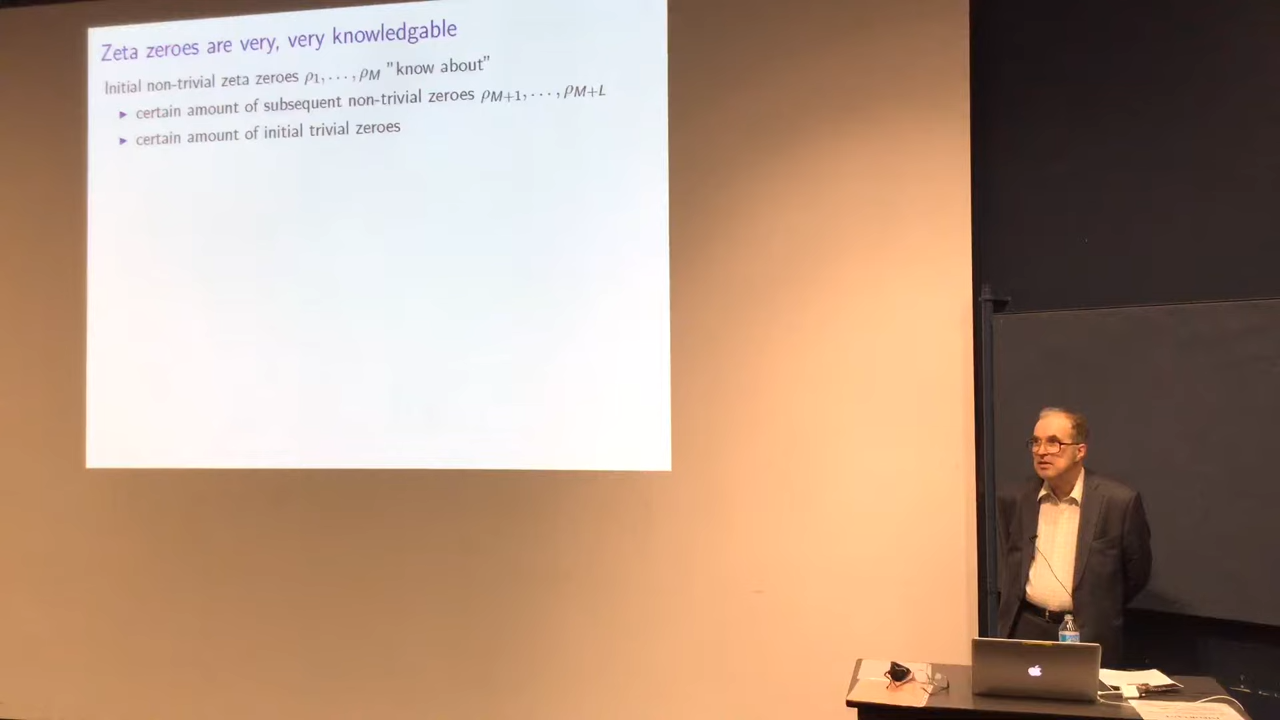 Zeta zeroes are very, very knowledgable
Initial non-trivial zeta zeroes ρ1, · · · , ρM "know about"
▶ certain amount of subsequent non-trivial zeroes ρM+1, · · · , ρM+L
▶ certain amount of initial trivial zeroes